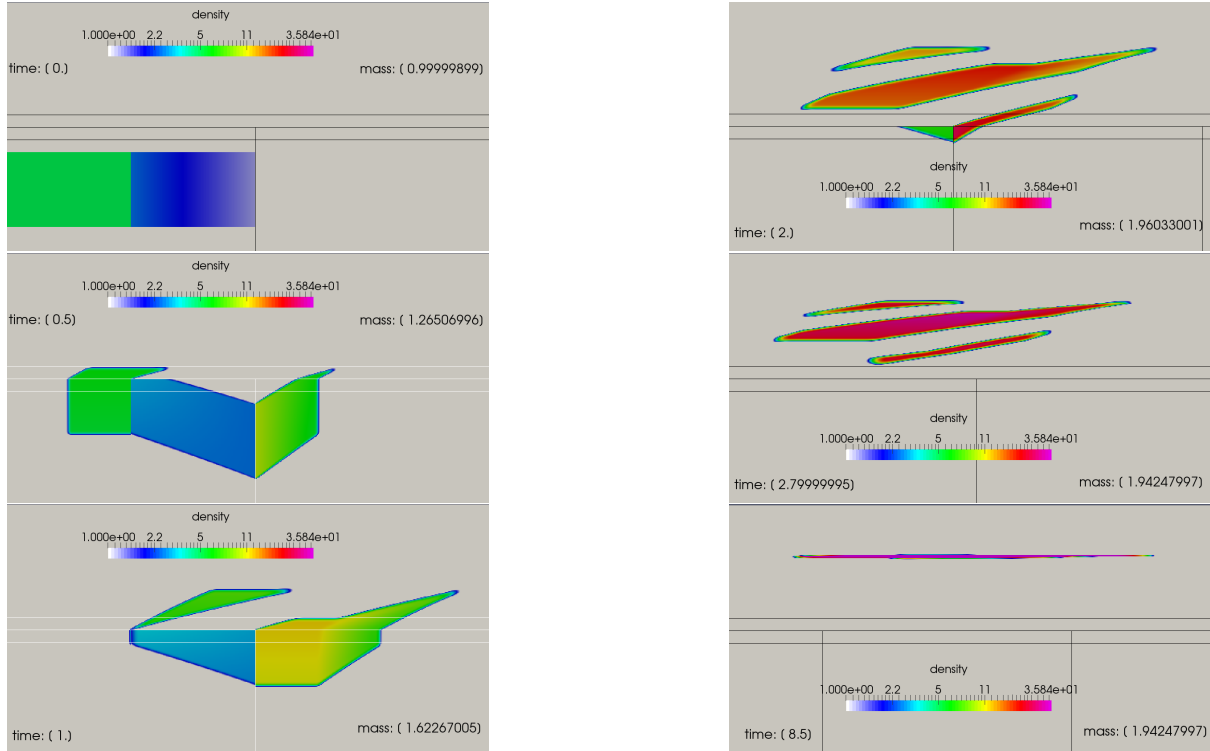 density
1.000e+00 2.2 5 11 3.584e+01
time: [ 0.] mass: [ 0.99999899]
density
1.000e+00 2.2 5 11 3.584e+01
time: [ 0.5] mass: [ 1.26506996]
density
1.000e+00 2.2 5 11 3.584e+01
time: [ 1.] mass: [ 1.62267005]
density
1.000e+00 2.2 5 11 3.584e+01
time: [ 2.] mass: [ 1.96033001]
density
1.000e+00 2.2 5 11 3.584e+01
time: [ 2.79999995] mass: [ 1.94247997]
density
1.000e+00 2.2 5 11 3.584e+01
time: [ 8.5] mass: [ 1.94247997]